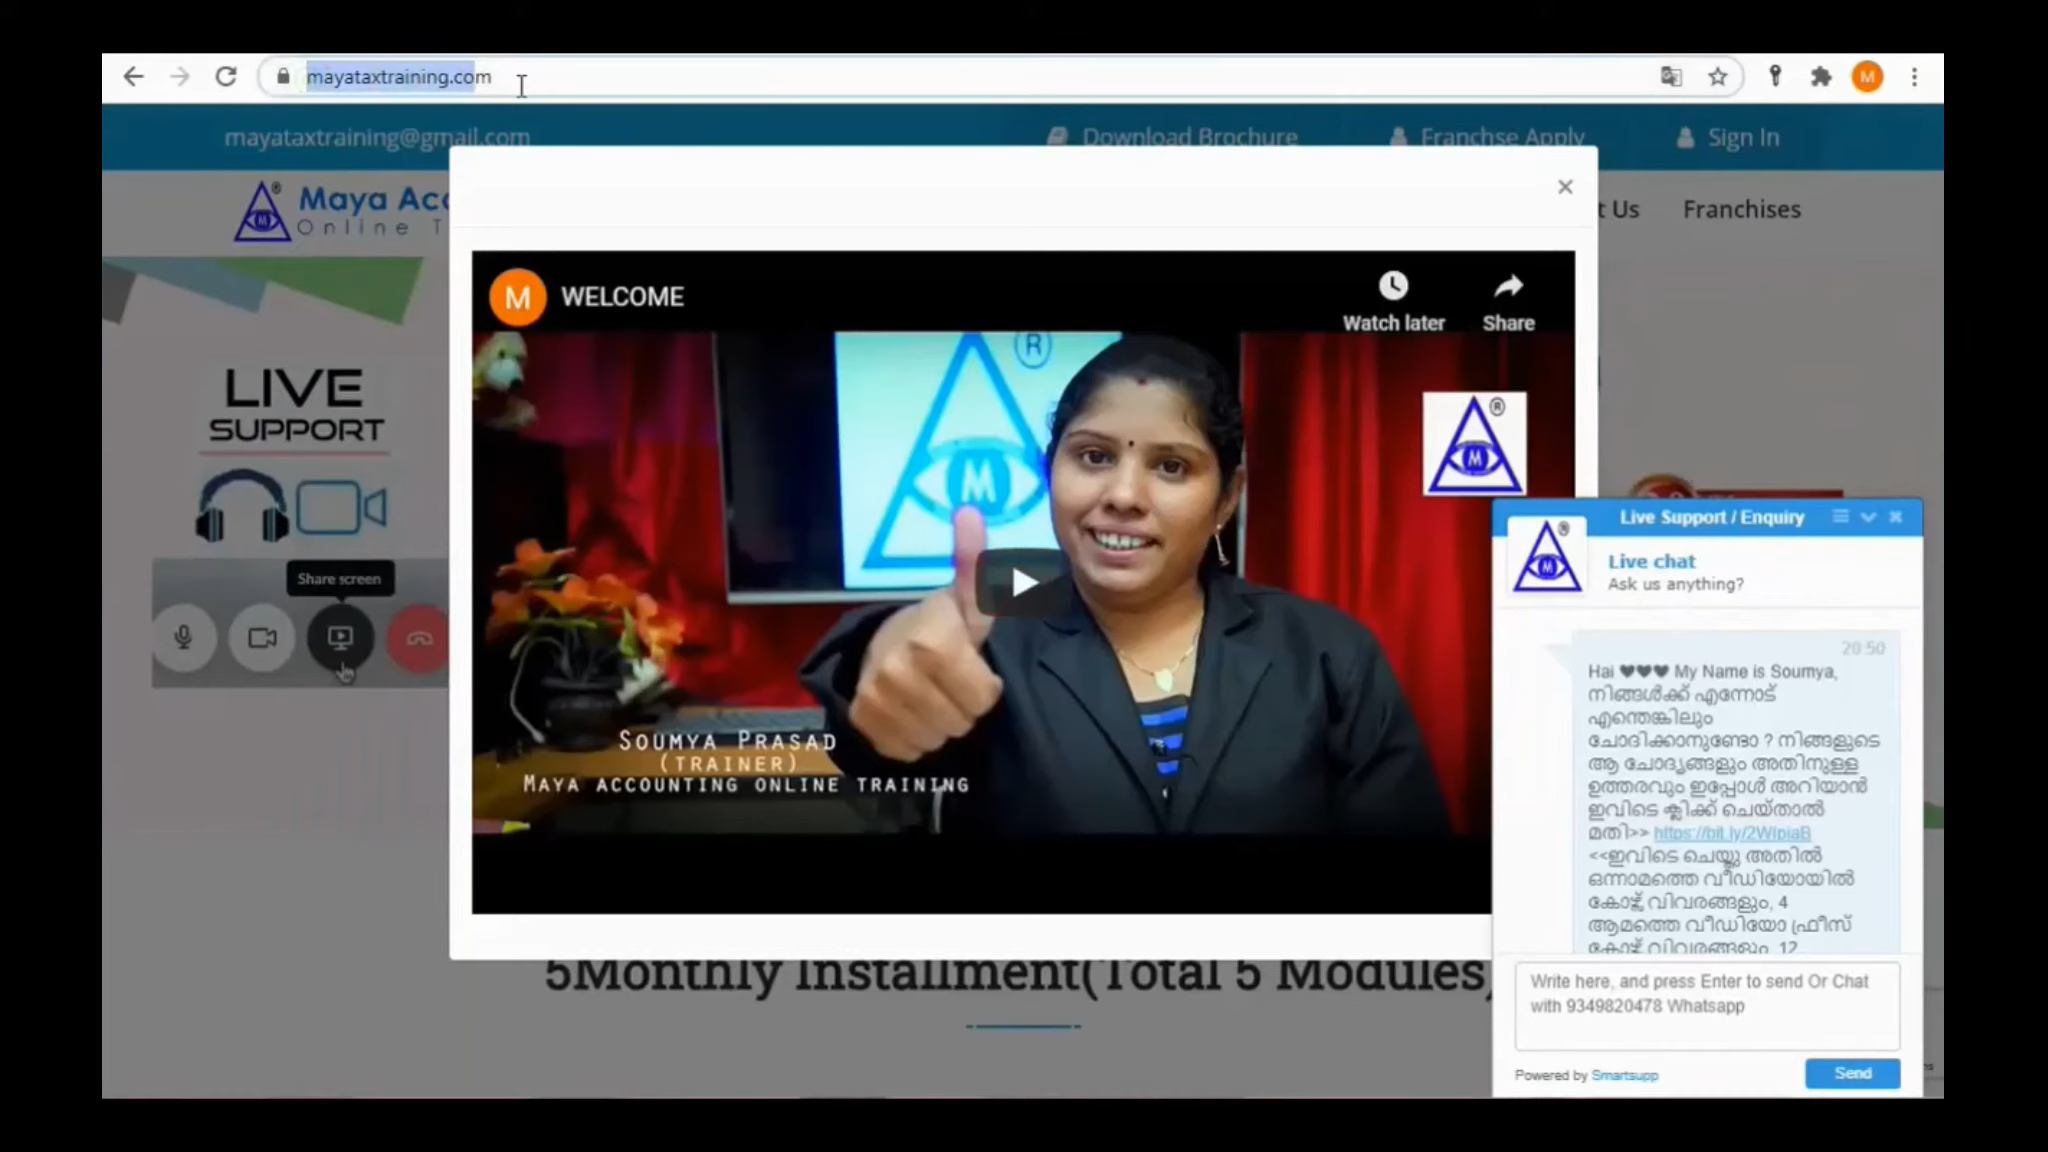 mayataxtraining.com
mayataxtraining@gmail.com
Download Brochure
Franchse Apply
Sign In
Maya Acc
Online T
t Us
Franchises
LIVE
SUPPORT
Share screen
M WELCOME
Watch later
Share
SOUMYA PRASAD
(TRAINER)
MAYA ACCOUNTING ONLINE TRAINING
5Monthly Installment(Total 5 Modules)
Live Support / Enquiry
Live chat
Ask us anything?
20:50
Hai ♥♥♥ My Name is Soumya,
നിങ്ങൾക്ക് എന്നോട്
എന്തെങ്കിലും
ചോദിക്കാനുണ്ടോ ? നിങ്ങളുടെ
ആ ചോദ്യങ്ങളും അതിനുള്ള
ഉത്തരവും ഇപ്പോൾ അറിയാൻ
ഇവിടെ ക്ലിക്ക് ചെയ്താൽ
മതി>> https://bit.ly/2WIpiaB
<<ഇവിടെ ചെയ്തു അതിൽ
ഒന്നാമത്തെ വീഡിയോയിൽ
കോഴ്സ് വിവരങ്ങളും, 4
ആമത്തെ വീഡിയോ ഫ്രീസ്
കോഴ്സ് വിവരങ്ങളും, 12
Write here, and press Enter to send Or Chat
with 9349820478 Whatsapp
Powered by Smartsupp
Send